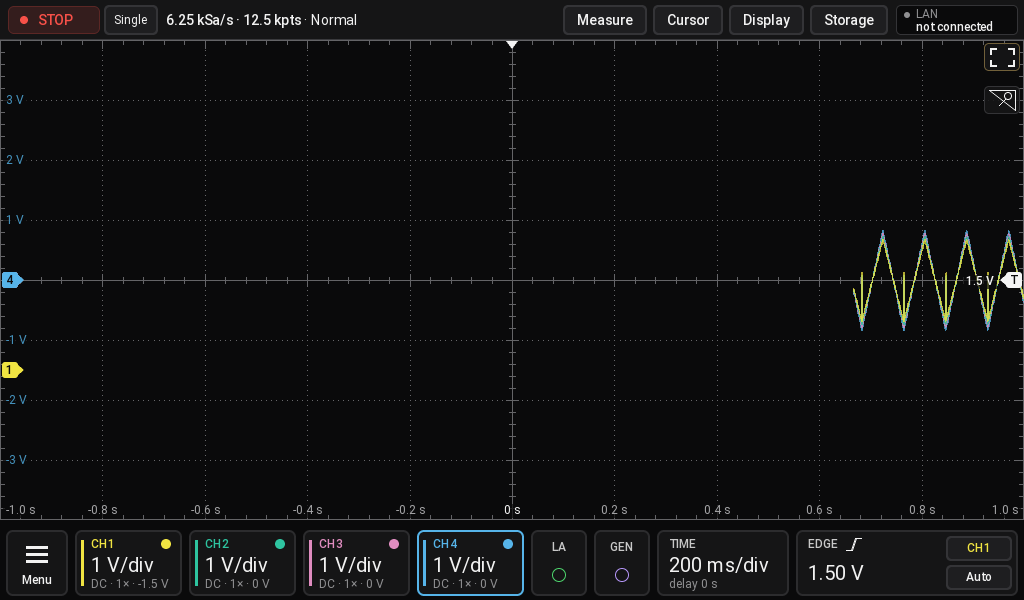 STOP
Single
6.25 kSa/s · 12.5 kpts · Normal
Measure
Cursor
Display
Storage
LAN
not connected
3 V
2 V
1 V
4
1.5 V
T
-1 V
1
-2 V
-3 V
-1.0 s
-0.8 s
-0.6 s
-0.4 s
-0.2 s
0 s
0.2 s
0.4 s
0.6 s
0.8 s
1.0 s
Menu
CH1
1 V/div
DC · 1× · -1.5 V
CH2
1 V/div
DC · 1× · 0 V
CH3
1 V/div
DC · 1× · 0 V
CH4
1 V/div
DC · 1× · 0 V
LA
GEN
TIME
200 ms/div
delay 0 s
EDGE
1.50 V
CH1
Auto